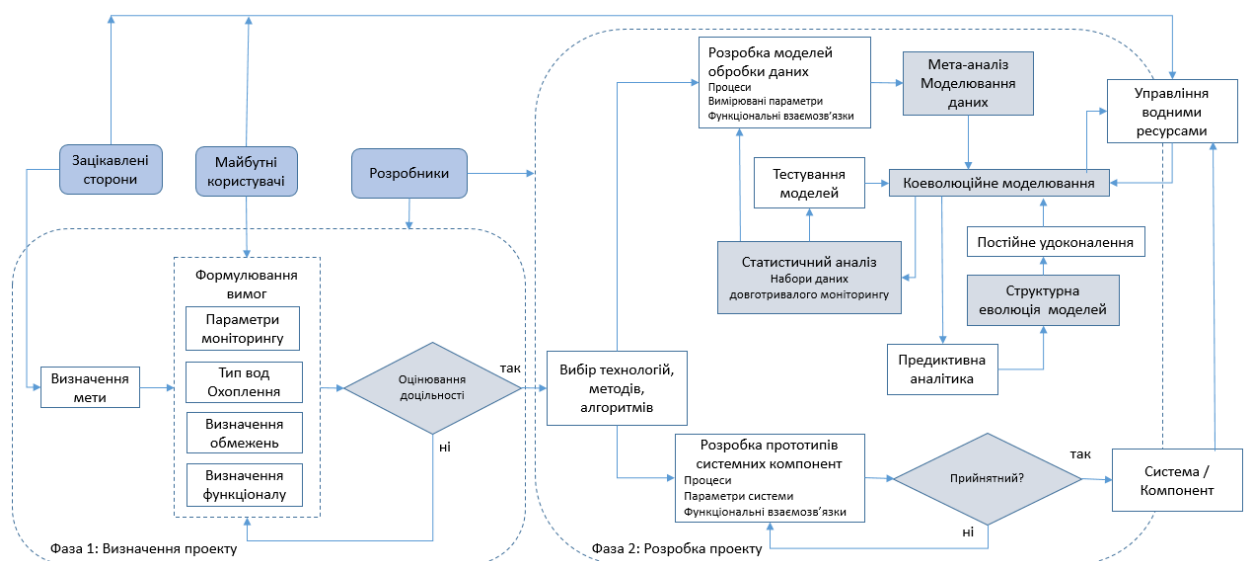 Зацікавлені
сторони
Майбутні
користувачі
Розробники
Формулювання
вимог
Параметри
моніторингу
Тип вод
Охоплення
Визначення
обмежень
Визначення
функціоналу
Визначення
мети
Оцінювання
доцільності
так
ні
Фаза 1: Визначення проекту
Вибір технологій,
методів,
алгоритмів
Розробка моделей
обробки даних
Процеси
Вимірювані параметри
Функціональні взаємозв’язки
Мета-аналіз
Моделювання
даних
Управління
водними
ресурсами
Тестування
моделей
Коеволюційне моделювання
Статистичний аналіз
Набори даних
довготривалого моніторингу
Постійне удоконалення
Структурна
еволюція моделей
Предиктивна
аналітика
Розробка прототипів
системних компонент
Процеси
Параметри системи
Функціональні взаємозв’язки
Прийнятний?
так
ні
Система /
Компонент
Фаза 2: Розробка проекту